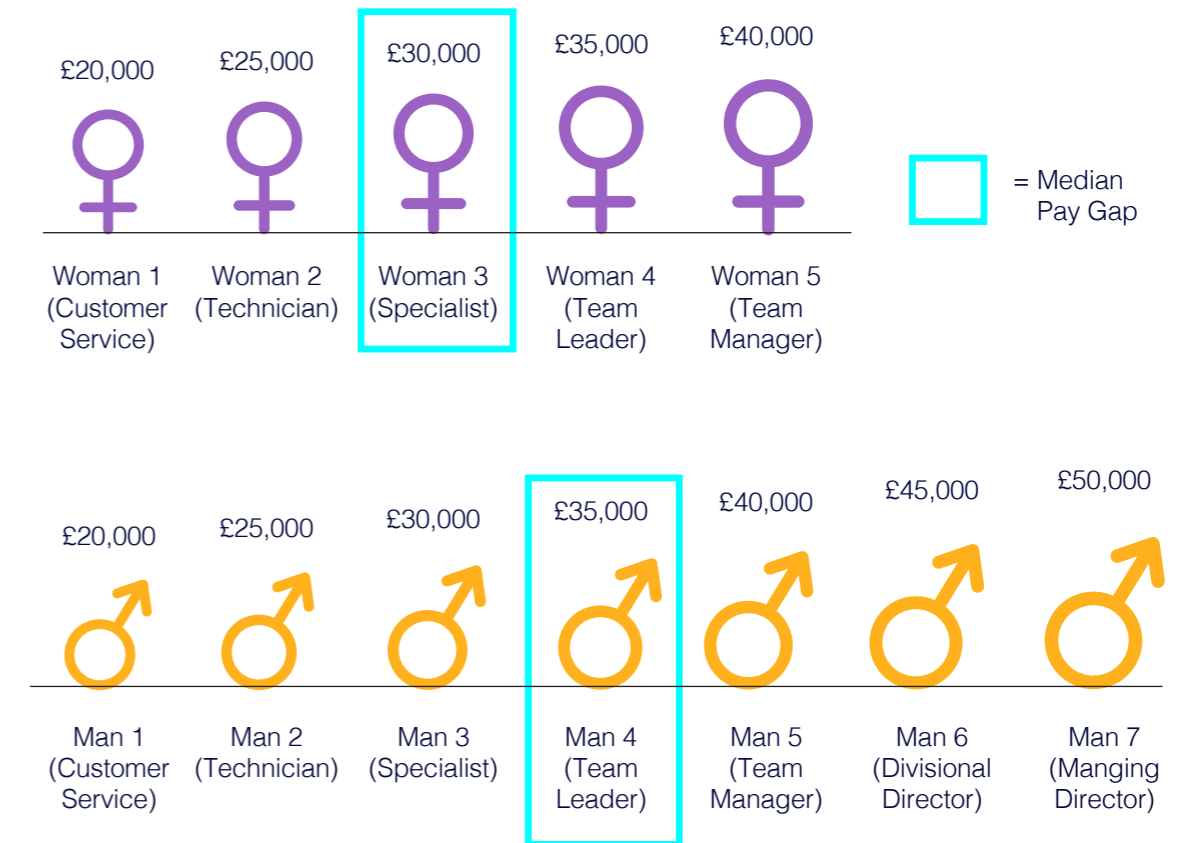 £20,000 £25,000 £30,000 £35,000 £40,000
= Median
Pay Gap
Woman 1 Woman 2 Woman 3 Woman 4 Woman 5
(Customer (Technician) (Specialist) (Team (Team
Service) Leader) Manager)
£20,000 £25,000 £30,000 £35,000 £40,000 £45,000 £50,000
Man 1 Man 2 Man 3 Man 4 Man 5 Man 6 Man 7
(Customer (Technician) (Specialist) (Team (Team (Divisional (Manging
Service) Leader) Manager) Director) Director)